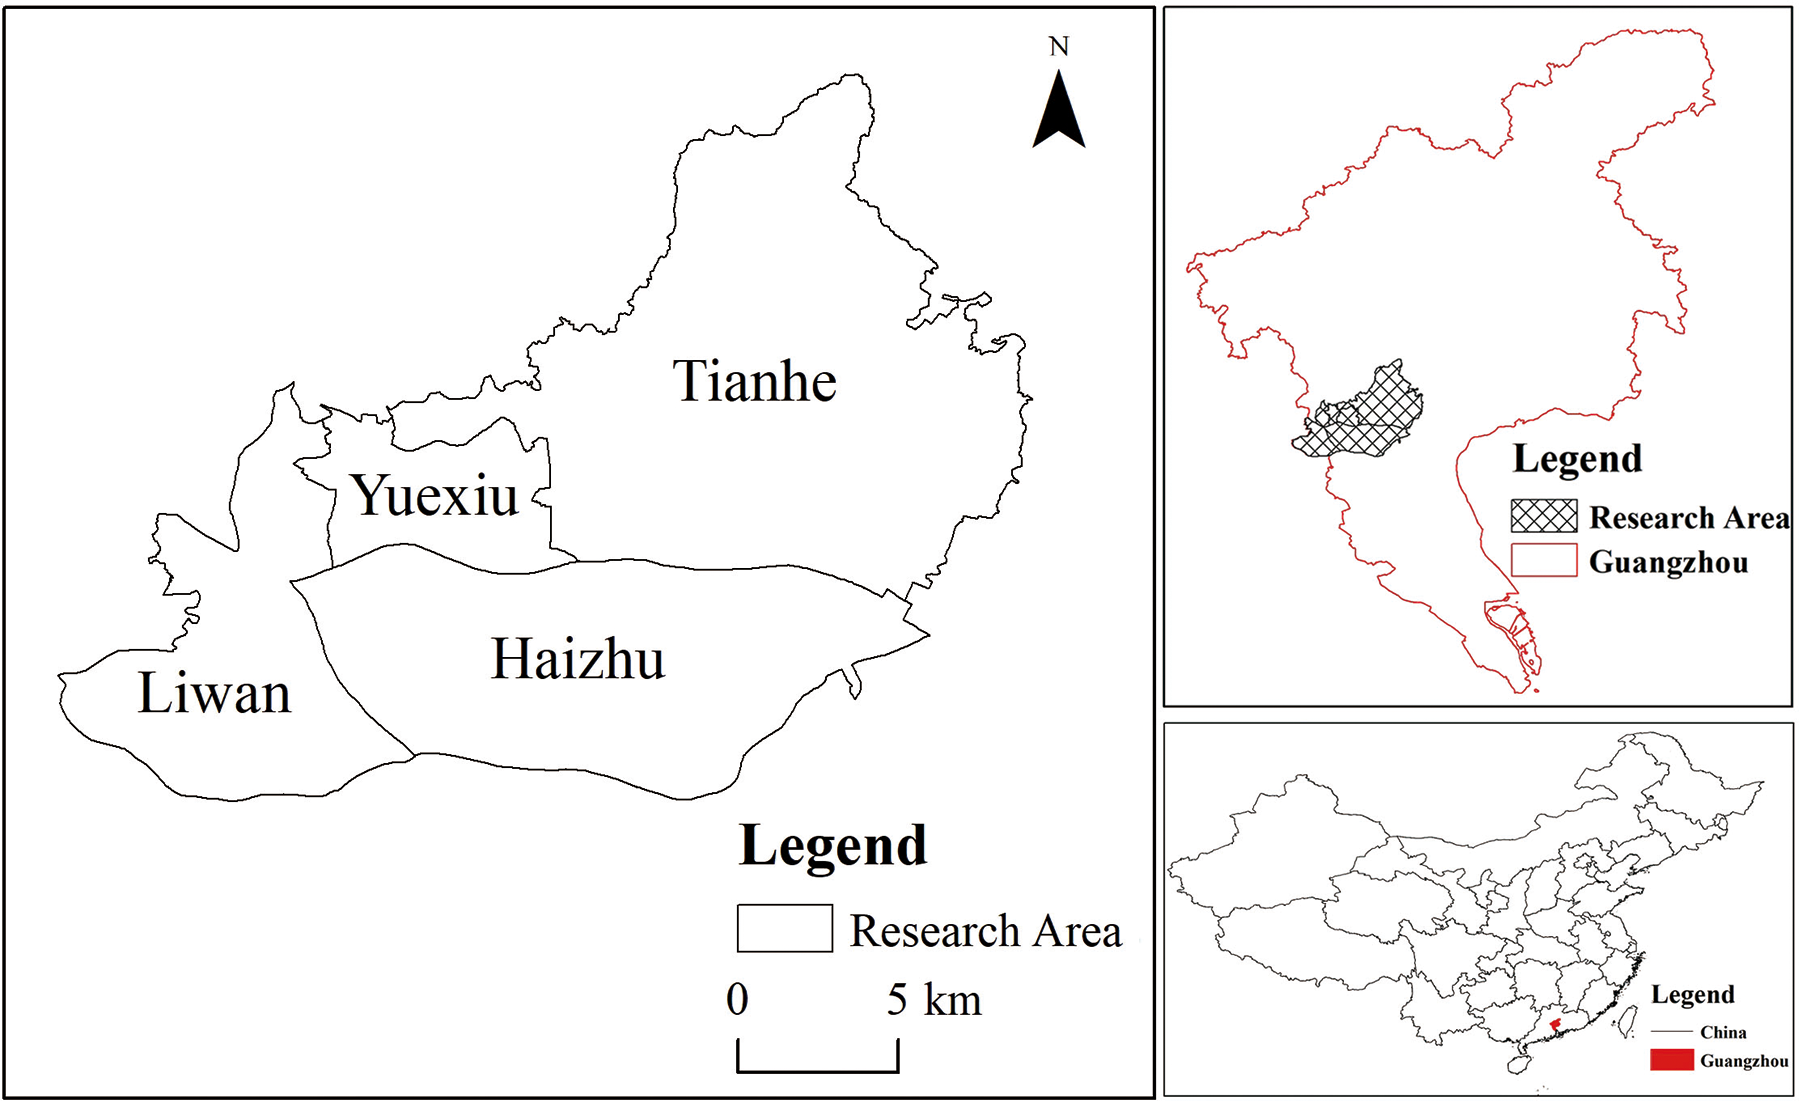 N
Tianhe
Yuexiu
Haizhu
Liwan
Legend
Research Area
0 5 km
Legend
Research Area
Guangzhou
Legend
China
Guangzhou